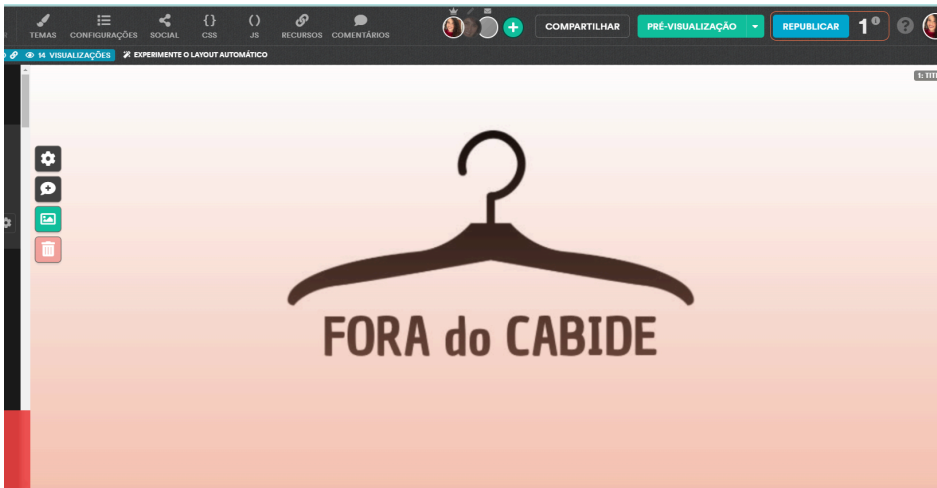 TEMAS CONFIGURAÇÕES SOCIAL CSS JS RECURSOS COMENTÁRIOS COMPARTILHAR PRÉ-VISUALIZAÇÃO REPUBLICAR 1
14 VISUALIZAÇÕES EXPERIMENTE O LAYOUT AUTOMÁTICO
FORA do CABIDE